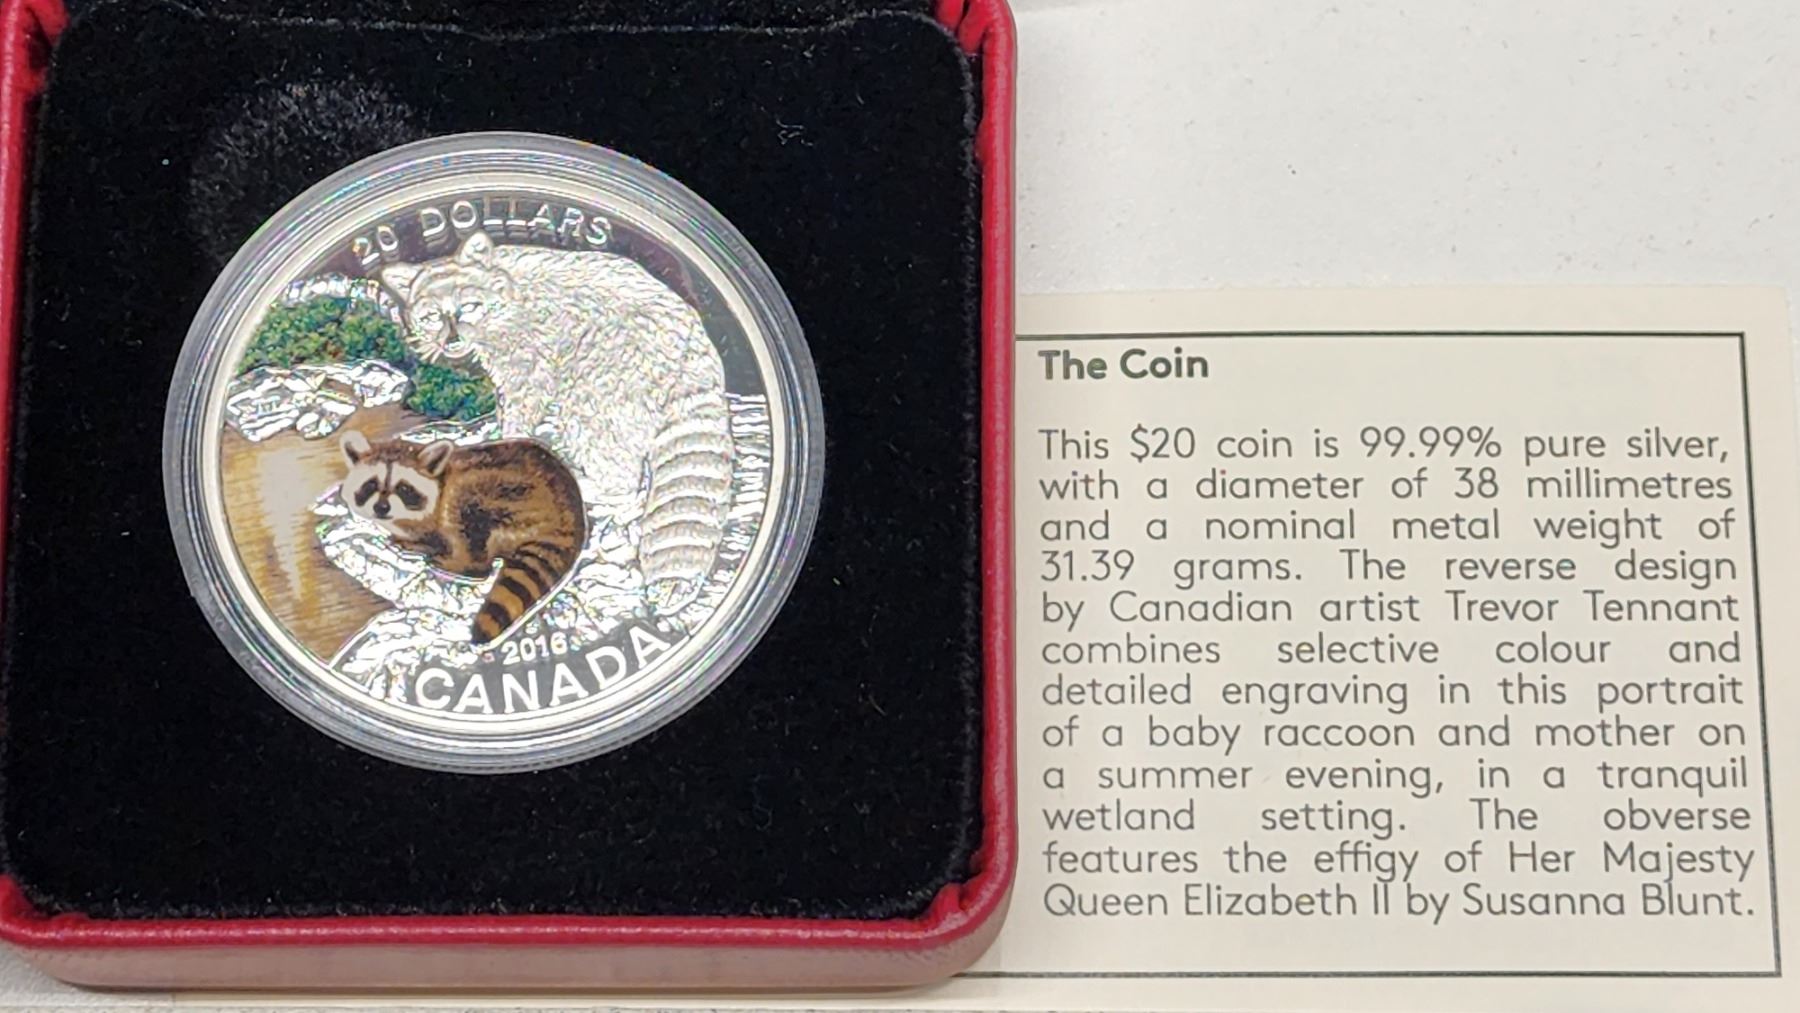 20 DOLLARS
2016
CANADA
The Coin
This $20 coin is 99.99% pure silver,
with a diameter of 38 millimetres
and a nominal metal weight of
31.39 grams. The reverse design
by Canadian artist Trevor Tennant
combines selective colour and
detailed engraving in this portrait
of a baby raccoon and mother on
a summer evening, in a tranquil
wetland setting. The obverse
features the effigy of Her Majesty
Queen Elizabeth II by Susanna Blunt.